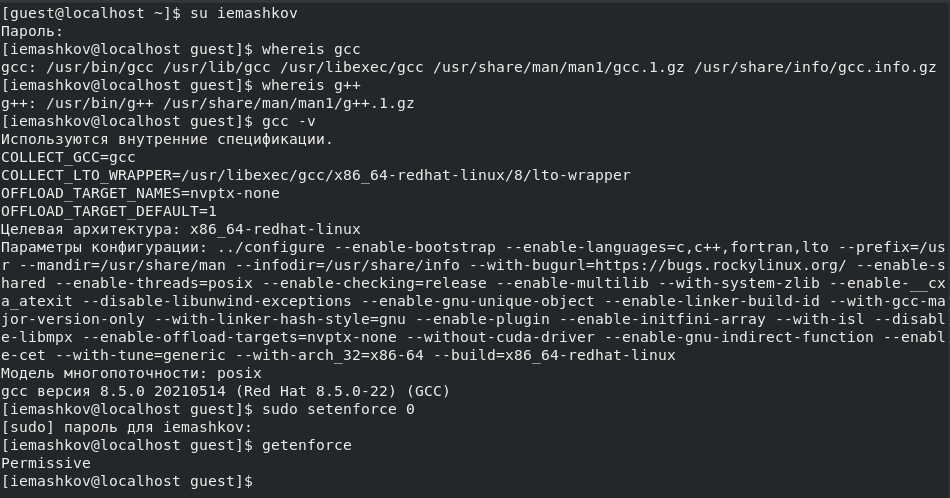 [guest@localhost ~]$ su iemashkov
Пароль:
[iemashkov@localhost guest]$ whereis gcc
gcc: /usr/bin/gcc /usr/lib/gcc /usr/libexec/gcc /usr/share/man/man1/gcc.1.gz /usr/share/info/gcc.info.gz
[iemashkov@localhost guest]$ whereis g++
g++: /usr/bin/g++ /usr/share/man/man1/g++.1.gz
[iemashkov@localhost guest]$ gcc -v
Используются внутренние спецификации.
COLLECT_GCC=gcc
COLLECT_LTO_WRAPPER=/usr/libexec/gcc/x86_64-redhat-linux/8/lto-wrapper
OFFLOAD_TARGET_NAMES=nvptx-none
OFFLOAD_TARGET_DEFAULT=1
Целевая архитектура: x86_64-redhat-linux
Параметры конфигурации: ../configure --enable-bootstrap --enable-languages=c,c++,fortran,lto --prefix=/us
r --mandir=/usr/share/man --infodir=/usr/share/info --with-bugurl=https://bugs.rockylinux.org/ --enable-s
hared --enable-threads=posix --enable-checking=release --enable-multilib --with-system-zlib --enable-__cx
a_atexit --disable-libunwind-exceptions --enable-gnu-unique-object --enable-linker-build-id --with-gcc-ma
jor-version-only --with-linker-hash-style=gnu --enable-plugin --enable-initfini-array --with-isl --disabl
e-libmpx --enable-offload-targets=nvptx-none --without-cuda-driver --enable-gnu-indirect-function --enabl
e-cet --with-tune=generic --with-arch_32=x86-64 --build=x86_64-redhat-linux
Модель многопоточности: posix
gcc версия 8.5.0 20210514 (Red Hat 8.5.0-22) (GCC)
[iemashkov@localhost guest]$ sudo setenforce 0
[sudo] пароль для iemashkov:
[iemashkov@localhost guest]$ getenforce
Permissive
[iemashkov@localhost guest]$